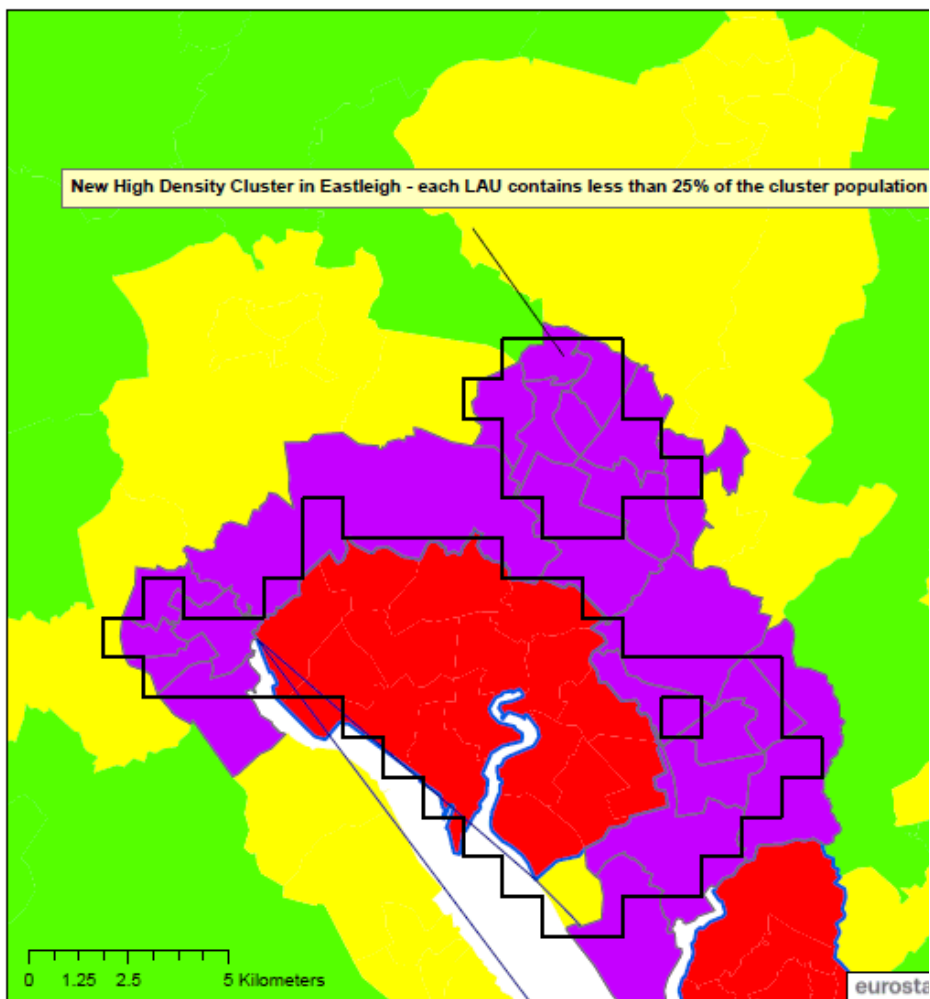 New High Density Cluster in Eastleigh - each LAU contains less than 25% of the cluster population
0 1.25 2.5 5 Kilometers
eurosta